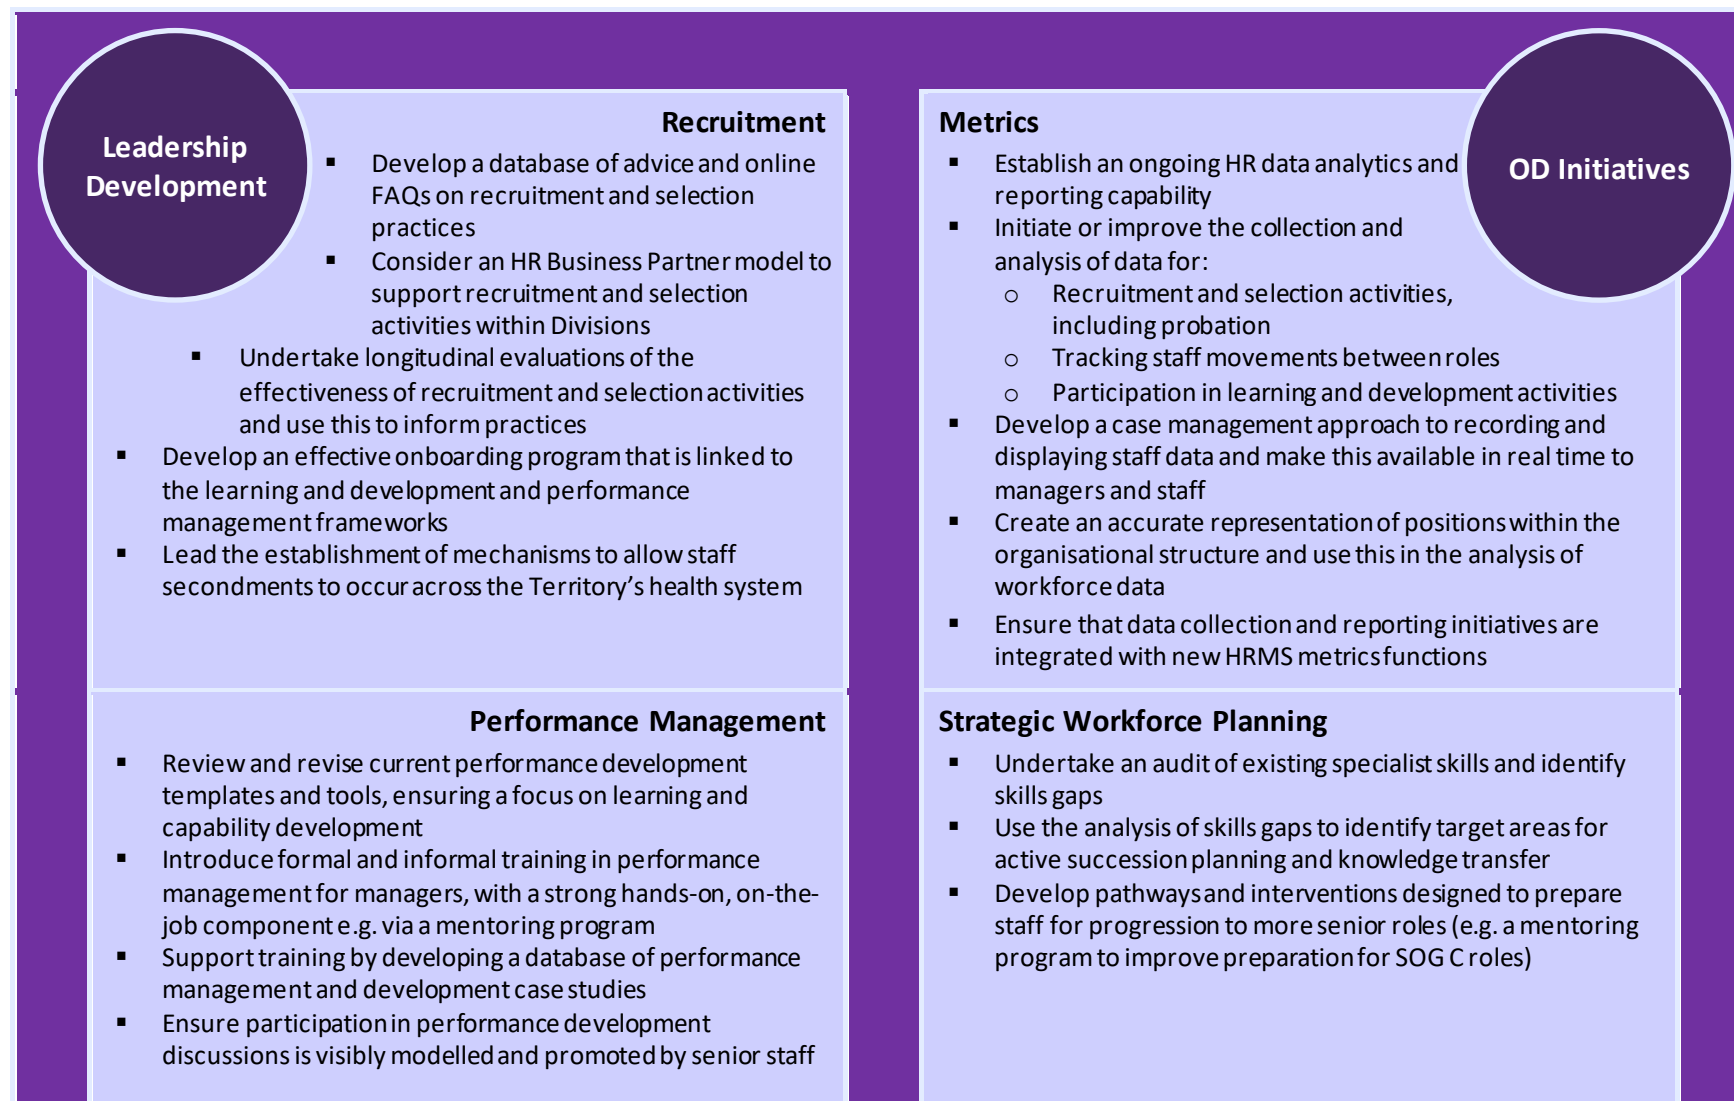 Leadership
Development
Recruitment
▪ Develop a database of advice and online
FAQs on recruitment and selection
practices
▪ Consider an HR Business Partner model to
support recruitment and selection
activities within Divisions
▪ Undertake longitudinal evaluations of the
effectiveness of recruitment and selection activities
and use this to inform practices
▪ Develop an effective onboarding program that is linked to
the learning and development and performance
management frameworks
▪ Lead the establishment of mechanisms to allow staff
secondments to occur across the Territory's health system
OD Initiatives
Metrics
▪ Establish an ongoing HR data analytics and
reporting capability
▪ Initiate or improve the collection and
analysis of data for:
o Recruitment and selection activities,
including probation
o Tracking staff movements between roles
o Participation in learning and development activities
▪ Develop a case management approach to recording and
displaying staff data and make this available in real time to
managers and staff
▪ Create an accurate representation of positions within the
organisational structure and use this in the analysis of
workforce data
▪ Ensure that data collection and reporting initiatives are
integrated with new HRMS metrics functions
Performance Management
▪ Review and revise current performance development
templates and tools, ensuring a focus on learning and
capability development
▪ Introduce formal and informal training in performance
management for managers, with a strong hands-on, on-the-
job component e.g. via a mentoring program
▪ Support training by developing a database of performance
management and development case studies
▪ Ensure participation in performance development
discussions is visibly modelled and promoted by senior staff
Strategic Workforce Planning
▪ Undertake an audit of existing specialist skills and identify
skills gaps
▪ Use the analysis of skills gaps to identify target areas for
active succession planning and knowledge transfer
▪ Develop pathways and interventions designed to prepare
staff for progression to more senior roles (e.g. a mentoring
program to improve preparation for SOG C roles)